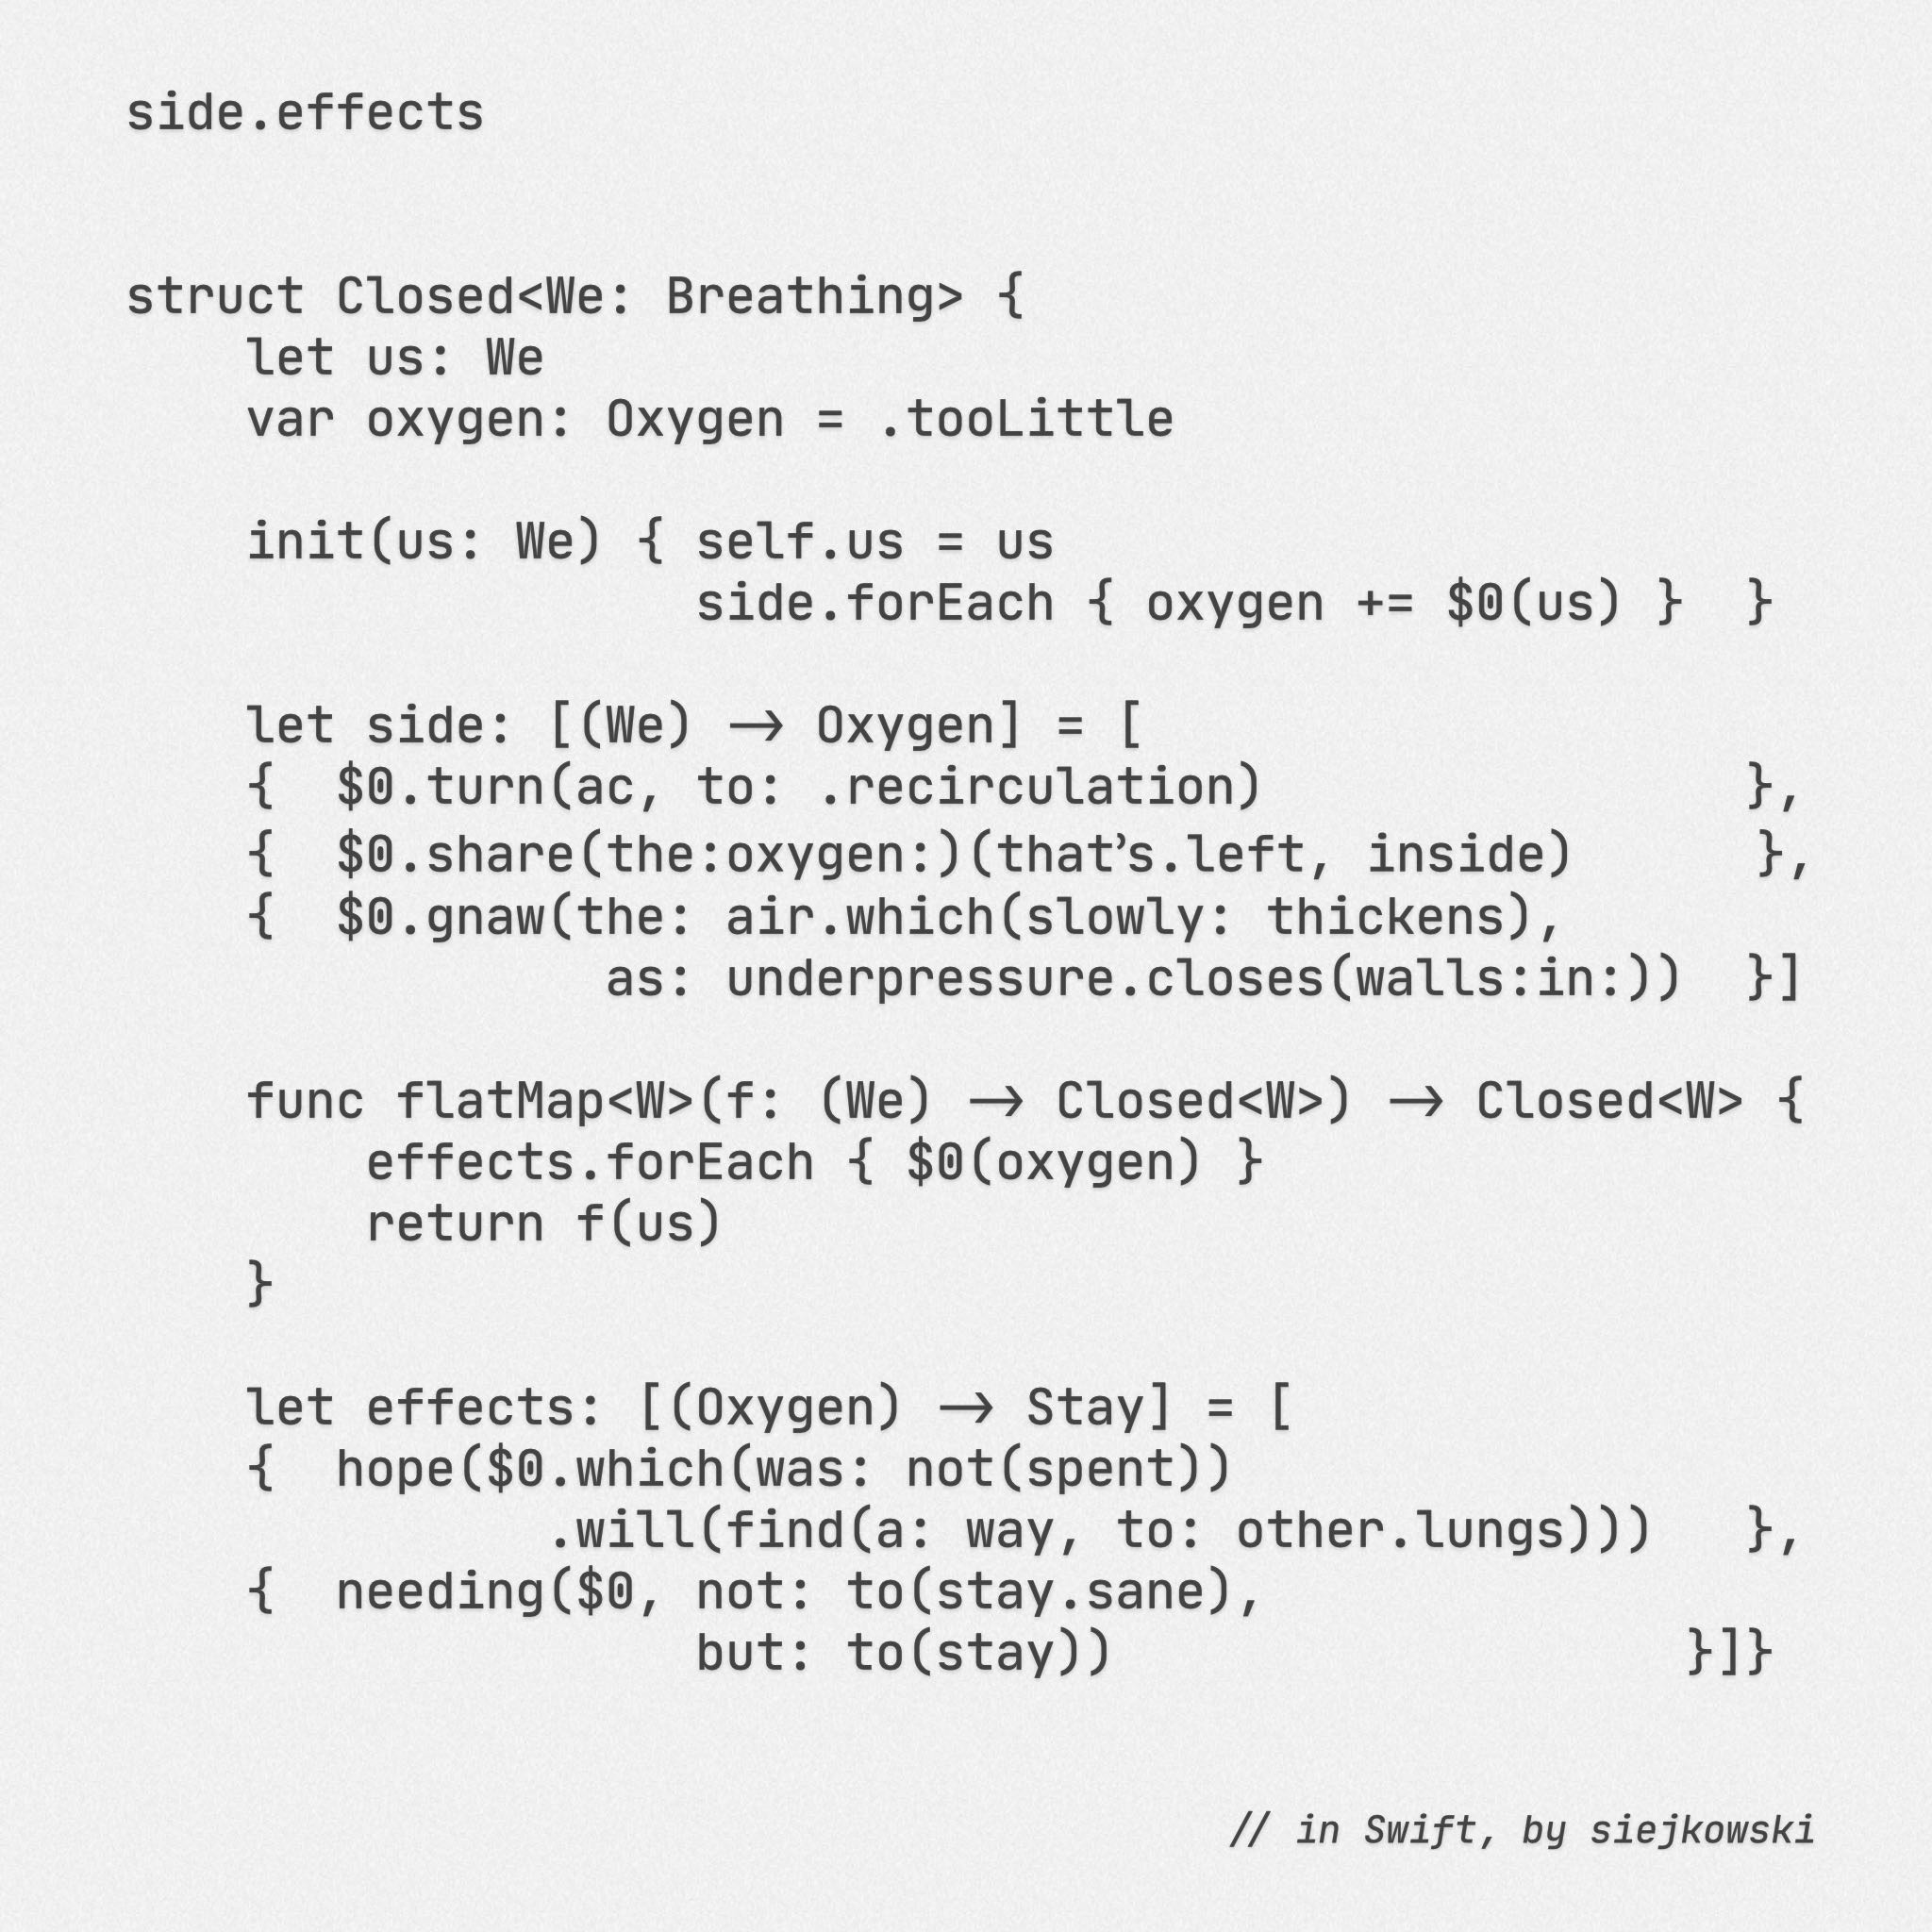 side.effects
struct Closed<We: Breathing> {
    let us: We
    var oxygen: Oxygen = .tooLittle
    init(us: We) { self.us = us
                   side.forEach { oxygen += $0(us) }  }
    let side: [(We) -> Oxygen] = [
    {  $0.turn(ac, to: .recirculation)                },
    {  $0.share(the:oxygen:)(that’s.left, inside)      },
    {  $0.gnaw(the: air.which(slowly: thickens),
                as: underpressure.closes(walls:in:))  }]
    func flatMap<W>(f: (We) -> Closed<W>) -> Closed<W> {
        effects.forEach { $0(oxygen) }
        return f(us)
    }
    let effects: [(Oxygen) -> Stay] = [
    {  hope($0.which(was: not(spent))
              .will(find(a: way, to: other.lungs)))   },
    {  needing($0, not: to(stay.sane),
                   but: to(stay))                   }]}
// in Swift, by siejkowski